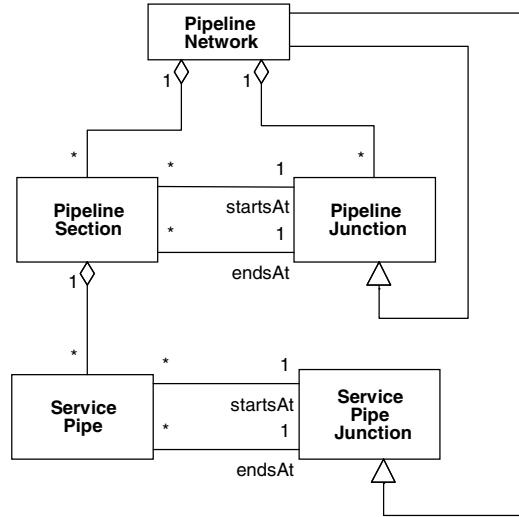 Pipeline
Network
1
1
*
*
*
1
Pipeline
Section
startsAt
Pipeline
Junction
*
1
endsAt
1
*
*
1
Service
Pipe
startsAt
Service
Pipe
Junction
*
1
endsAt